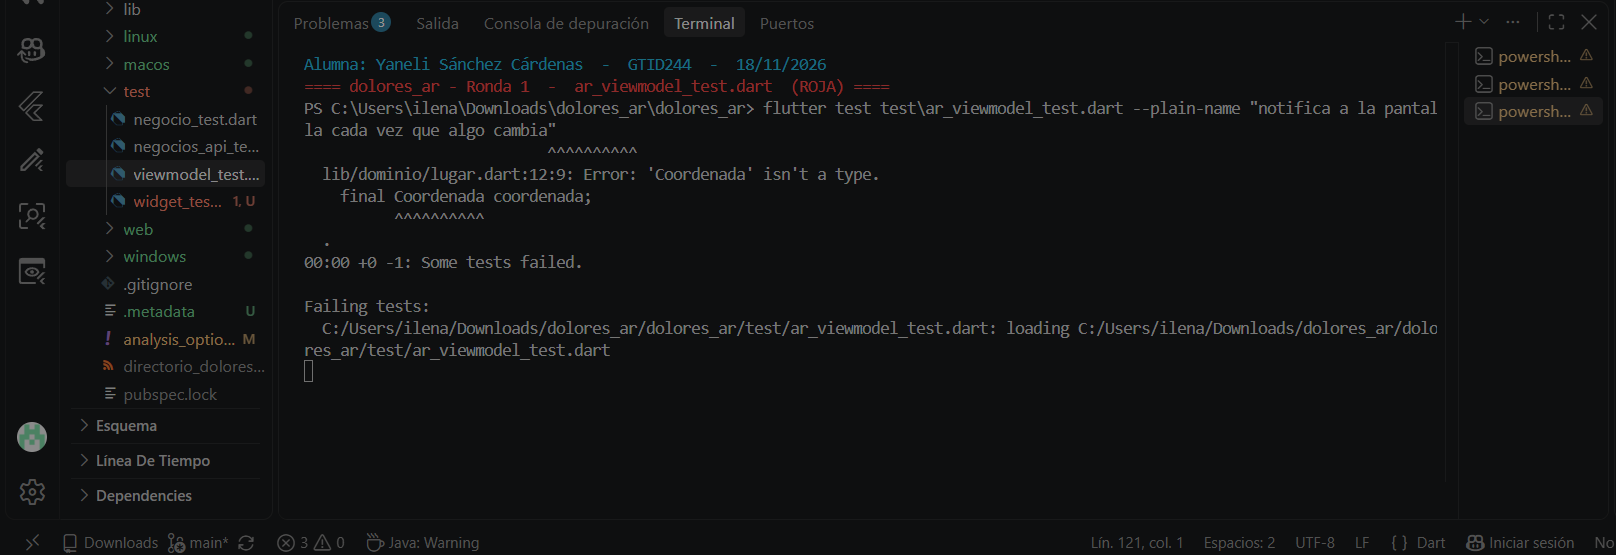 lib
linux
macos
test
negocio_test.dart
negocios_api_te...
viewmodel_test....
widget_tes... 1, U
web
windows
.gitignore
.metadata U
analysis_optio... M
directorio_dolores...
pubspec.lock
Esquema
Línea De Tiempo
Dependencies
Problemas 3 Salida Consola de depuración Terminal Puertos
Alumna: Yaneli Sánchez Cárdenas - GTID244 - 18/11/2026
==== dolores_ar - Ronda 1 - ar_viewmodel_test.dart (ROJA) ====
PS C:\Users\ilena\Downloads\dolores_ar\dolores_ar> flutter test test\ar_viewmodel_test.dart --plain-name "notifica a la pantal
la cada vez que algo cambia"
^^^^^^^^^^
lib/dominio/lugar.dart:12:9: Error: 'Coordenada' isn't a type.
final Coordenada coordenada;
^^^^^^^^^^
.
00:00 +0 -1: Some tests failed.
Failing tests:
C:/Users/ilena/Downloads/dolores_ar/dolores_ar/test/ar_viewmodel_test.dart: loading C:/Users/ilena/Downloads/dolores_ar/dolo
res_ar/test/ar_viewmodel_test.dart
powersh...
powersh...
powersh...
Downloads main* 3 0 Java: Warning Lín. 121, col. 1 Espacios: 2 UTF-8 LF { } Dart Iniciar sesión No